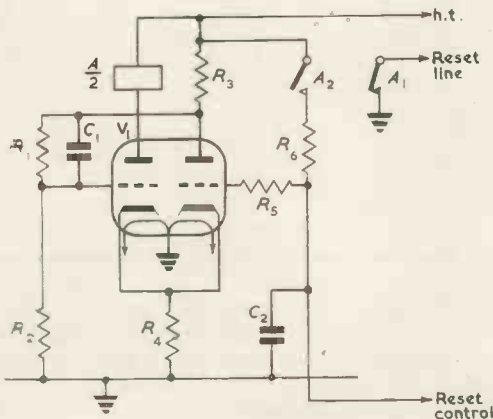 h.t.
Reset
line
A
2
R3
A2
A1
C1
V1
R1
R6
R5
R2
R4
C2
Reset
control